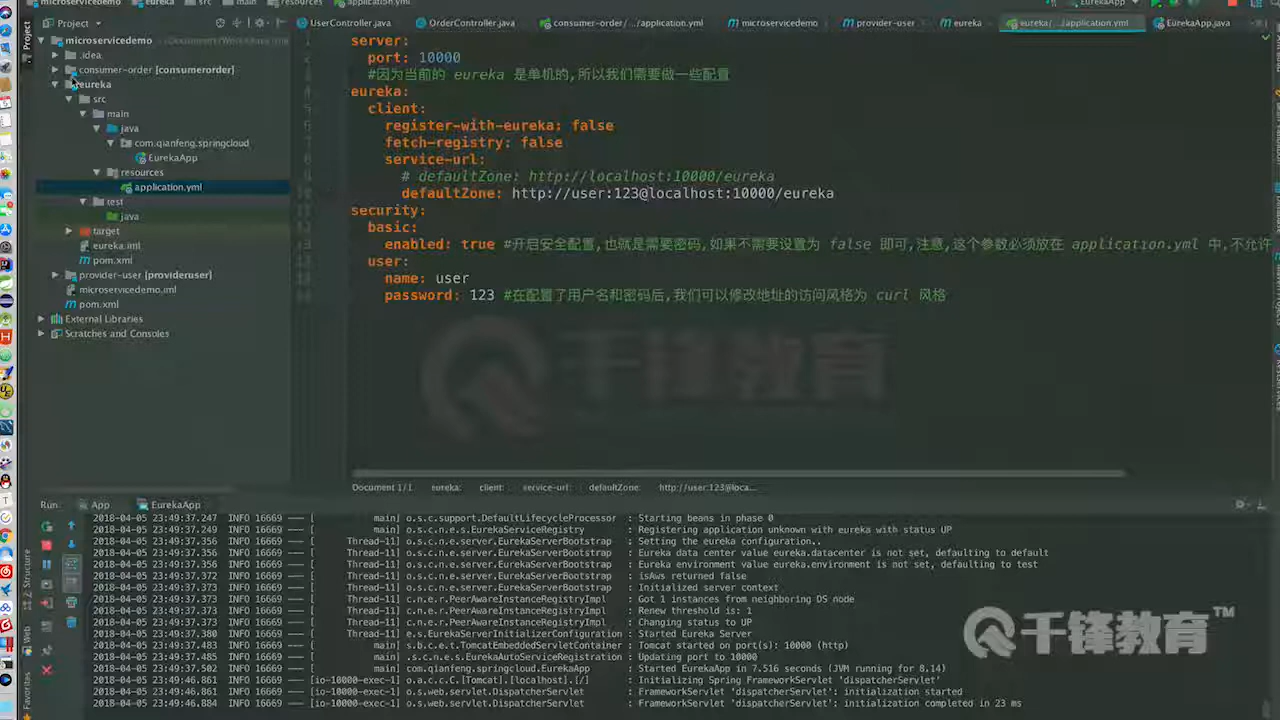 microservicedemo eureka src main resources application.yml EurekaApp
Project UserController.java OrderController.java consumer-order/.../application.yml microservicedemo provider-user eureka eureka/.../application.yml EurekaApp.java
microservicedemo
.idea
consumer-order [consumerorder]
eureka
src
main
java
com.qianfeng.springcloud
EurekaApp
resources
application.yml
test
java
target
eureka.iml
pom.xml
provider-user [provideruser]
microservicedemo.iml
pom.xml
External Libraries
Scratches and Consoles
server:
port: 10000
#因为当前的 eureka 是单机的,所以我们需要做一些配置
eureka:
client:
register-with-eureka: false
fetch-registry: false
service-url:
# defaultZone: http://localhost:10000/eureka
defaultZone: http://user:123@localhost:10000/eureka
security:
basic:
enabled: true #开启安全配置,也就是需要密码,如果不需要设置为 false 即可,注意,这个参数必须放在 application.yml 中,不允许
user:
name: user
password: 123 #在配置了用户名和密码后,我们可以修改地址的访问风格为 curl 风格
千锋教育
Document 1/1 eureka: client: service-url: defaultZone: http://user:123@loca...
Run: App EurekaApp
2018-04-05 23:49:37.247 INFO 16669 --- [ main] o.s.c.support.DefaultLifecycleProcessor : Starting beans in phase 0
2018-04-05 23:49:37.249 INFO 16669 --- [ main] o.s.c.n.e.s.EurekaServiceRegistry : Registering application unknown with eureka with status UP
2018-04-05 23:49:37.356 INFO 16669 --- [ Thread-11] o.s.c.n.e.server.EurekaServerBootstrap : Setting the eureka configuration..
2018-04-05 23:49:37.356 INFO 16669 --- [ Thread-11] o.s.c.n.e.server.EurekaServerBootstrap : Eureka data center value eureka.datacenter is not set, defaulting to default
2018-04-05 23:49:37.356 INFO 16669 --- [ Thread-11] o.s.c.n.e.server.EurekaServerBootstrap : Eureka environment value eureka.environment is not set, defaulting to test
2018-04-05 23:49:37.372 INFO 16669 --- [ Thread-11] o.s.c.n.e.server.EurekaServerBootstrap : isAws returned false
2018-04-05 23:49:37.373 INFO 16669 --- [ Thread-11] o.s.c.n.e.server.EurekaServerBootstrap : Initialized server context
2018-04-05 23:49:37.373 INFO 16669 --- [ Thread-11] c.n.e.r.PeerAwareInstanceRegistryImpl : Got 1 instances from neighboring DS node
2018-04-05 23:49:37.373 INFO 16669 --- [ Thread-11] c.n.e.r.PeerAwareInstanceRegistryImpl : Renew threshold is: 1
2018-04-05 23:49:37.373 INFO 16669 --- [ Thread-11] c.n.e.r.PeerAwareInstanceRegistryImpl : Changing status to UP
2018-04-05 23:49:37.380 INFO 16669 --- [ Thread-11] e.s.EurekaServerInitializerConfiguration : Started Eureka Server
2018-04-05 23:49:37.483 INFO 16669 --- [ main] s.b.c.e.t.TomcatEmbeddedServletContainer : Tomcat started on port(s): 10000 (http)
2018-04-05 23:49:37.484 INFO 16669 --- [ main] .s.c.n.e.s.EurekaAutoServiceRegistration : Updating port to 10000
2018-04-05 23:49:37.502 INFO 16669 --- [ main] com.qianfeng.springcloud.EurekaApp : Started EurekaApp in 7.516 seconds (JVM running for 8.14)
2018-04-05 23:49:46.861 INFO 16669 --- [io-10000-exec-1] o.a.c.c.C.[Tomcat].[localhost].[/] : Initializing Spring FrameworkServlet 'dispatcherServlet'
2018-04-05 23:49:46.861 INFO 16669 --- [io-10000-exec-1] o.s.web.servlet.DispatcherServlet : FrameworkServlet 'dispatcherServlet': initialization started
2018-04-05 23:49:46.884 INFO 16669 --- [io-10000-exec-1] o.s.web.servlet.DispatcherServlet : FrameworkServlet 'dispatcherServlet': initialization completed in 23 ms
千锋教育™
Project
Z: Structure
Web
Favorites